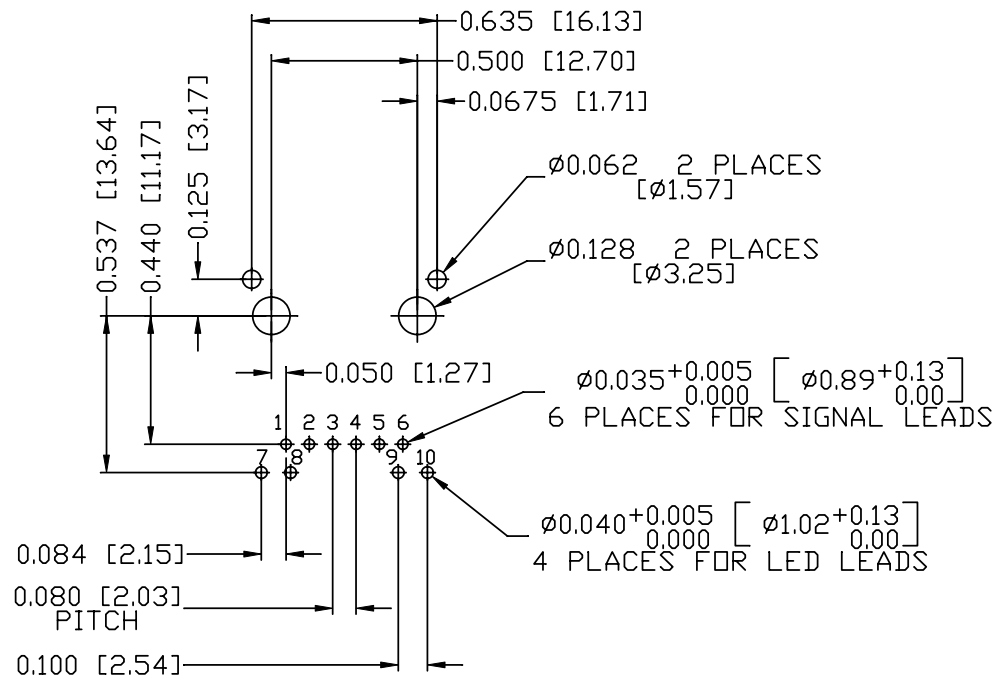 0.635 [16.13]
0.500 [12.70]
0.0675 [1.71]
0.537 [13.64]
0.440 [11.17]
0.125 [3.17]
Ø0.062 2 PLACES
[Ø1.57]
Ø0.128 2 PLACES
[Ø3.25]
0.050 [1.27]
Ø0.035+0.005 [ Ø0.89+0.13 ]
0.000 0.00
6 PLACES FOR SIGNAL LEADS
1 2 3 4 5 6
7 8 9 10
Ø0.040+0.005 [ Ø1.02+0.13 ]
0.000 0.00
4 PLACES FOR LED LEADS
0.084 [2.15]
0.080 [2.03]
PITCH
0.100 [2.54]